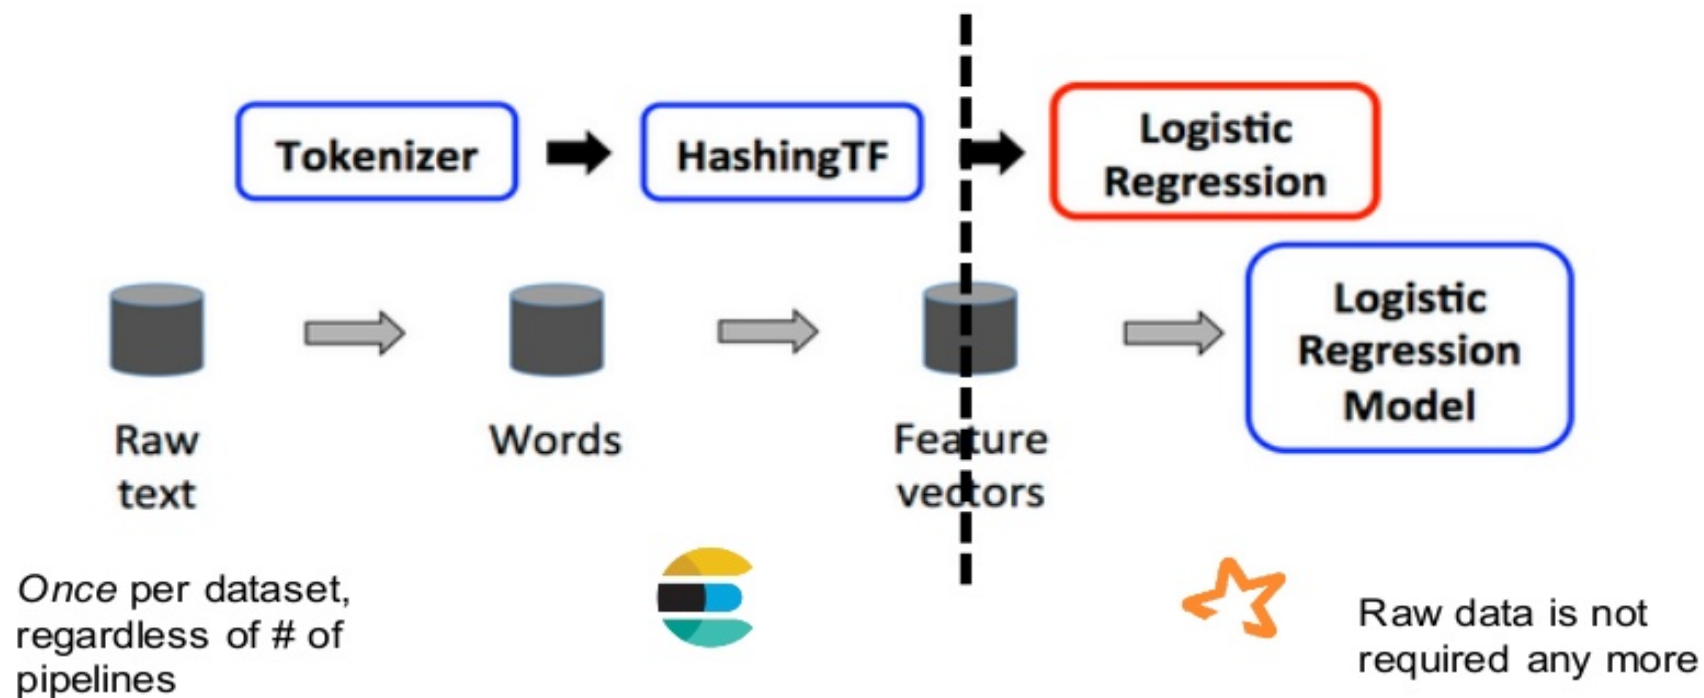 Tokenizer
HashingTF
Logistic
Regression
Logistic
Regression
Model
Raw
text
Words
Feature
vectors
Once per dataset,
regardless of # of
pipelines
Raw data is not
required any more